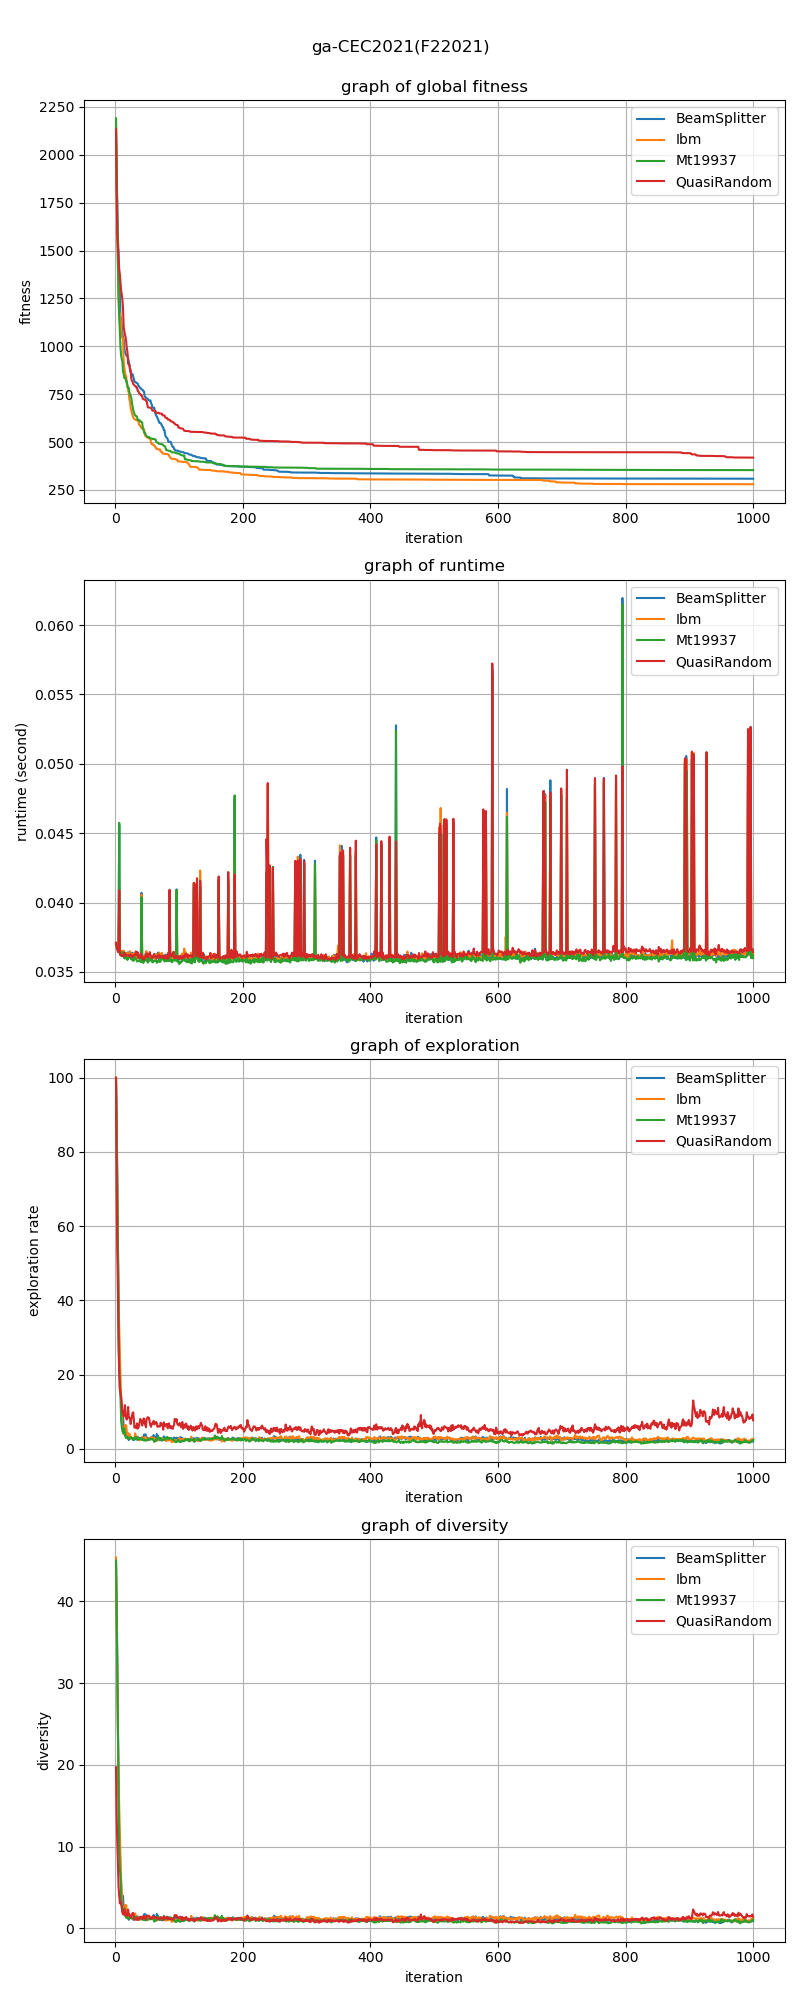 ga-CEC2021(F22021)
graph of global fitness
2250
2000
1750
1500
1250
1000
750
500
250
fitness
BeamSplitter
Ibm
Mt19937
QuasiRandom
0 200 400 600 800 1000
iteration
graph of runtime
0.060
0.055
0.050
0.045
0.040
0.035
runtime (second)
BeamSplitter
Ibm
Mt19937
QuasiRandom
0 200 400 600 800 1000
iteration
graph of exploration
100
80
60
40
20
0
exploration rate
BeamSplitter
Ibm
Mt19937
QuasiRandom
0 200 400 600 800 1000
iteration
graph of diversity
40
30
20
10
0
diversity
BeamSplitter
Ibm
Mt19937
QuasiRandom
0 200 400 600 800 1000
iteration